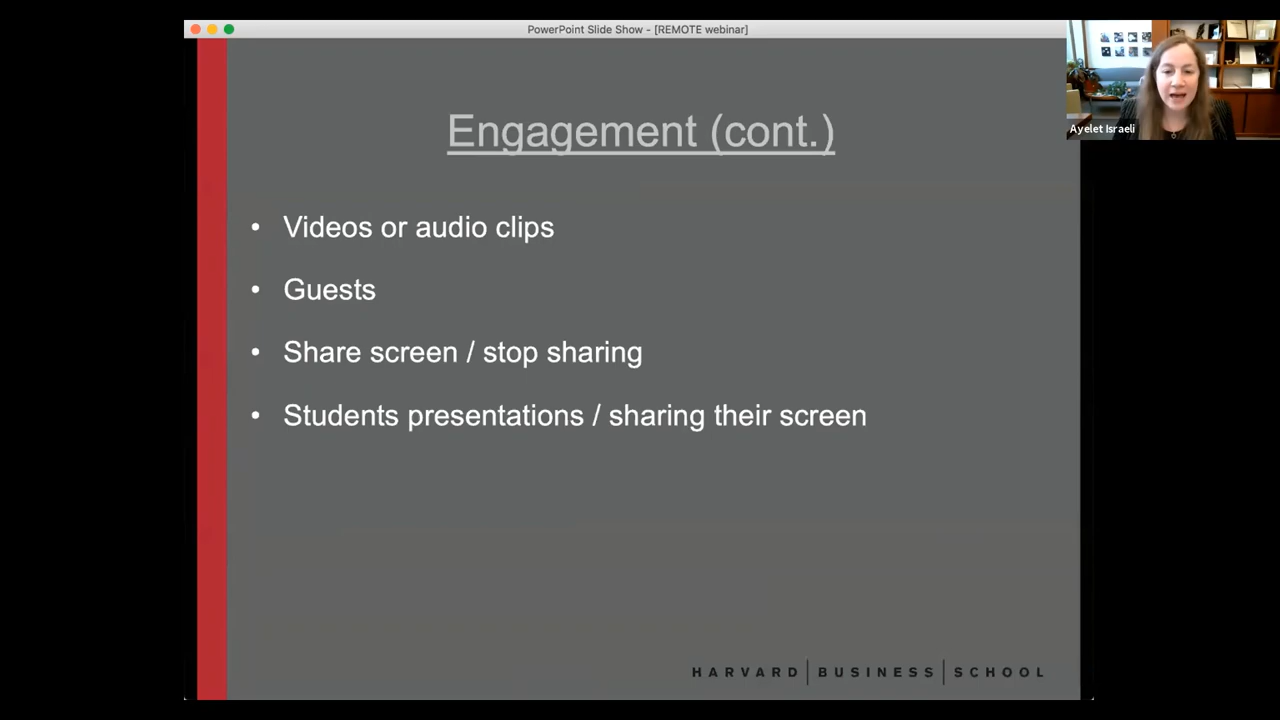 PowerPoint Slide Show - [REMOTE webinar]
Ayelet Israeli
Engagement (cont.)
• Videos or audio clips
• Guests
• Share screen / stop sharing
• Students presentations / sharing their screen
HARVARD | BUSINESS | SCHOOL